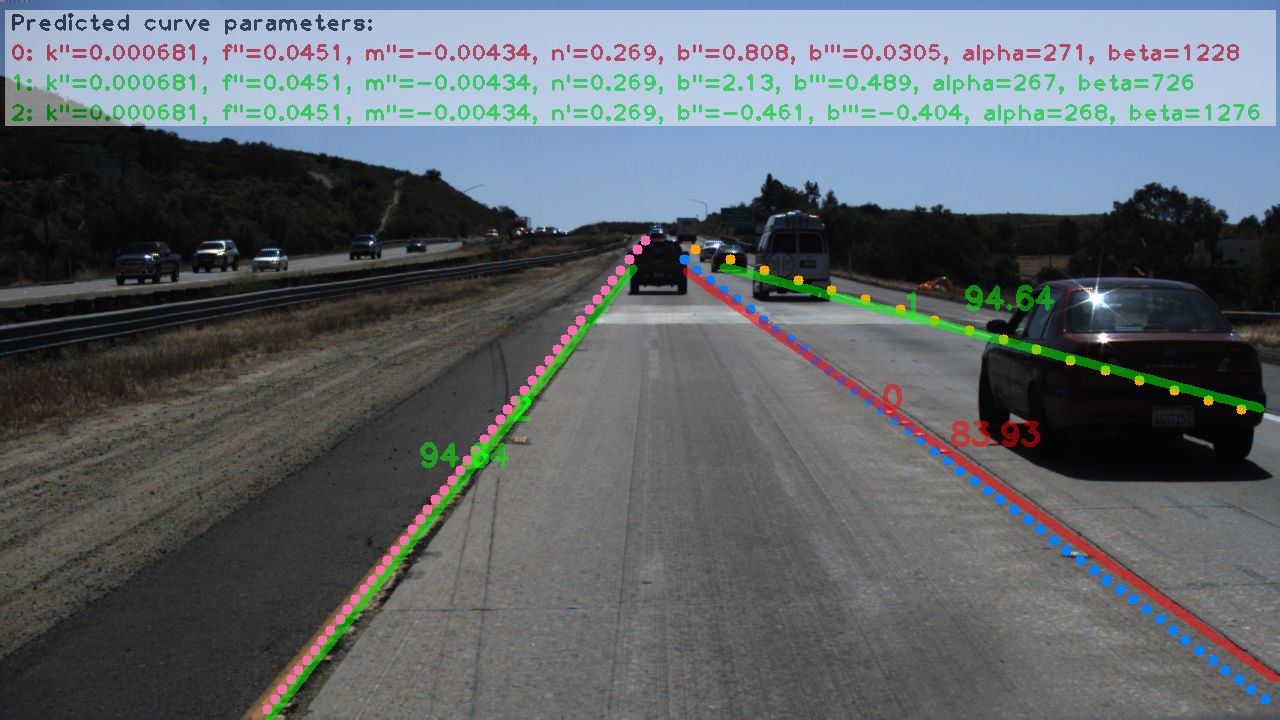 Predicted curve parameters:
0: k''=0.000681, f''=0.0451, m''=-0.00434, n'=0.269, b''=0.808, b'''=0.0305, alpha=271, beta=1228
1: k''=0.000681, f''=0.0451, m''=-0.00434, n'=0.269, b''=2.13, b'''=0.489, alpha=267, beta=726
2: k''=0.000681, f''=0.0451, m''=-0.00434, n'=0.269, b''=-0.461, b'''=-0.404, alpha=268, beta=1276
1
94.64
0
2
83.93
94.64